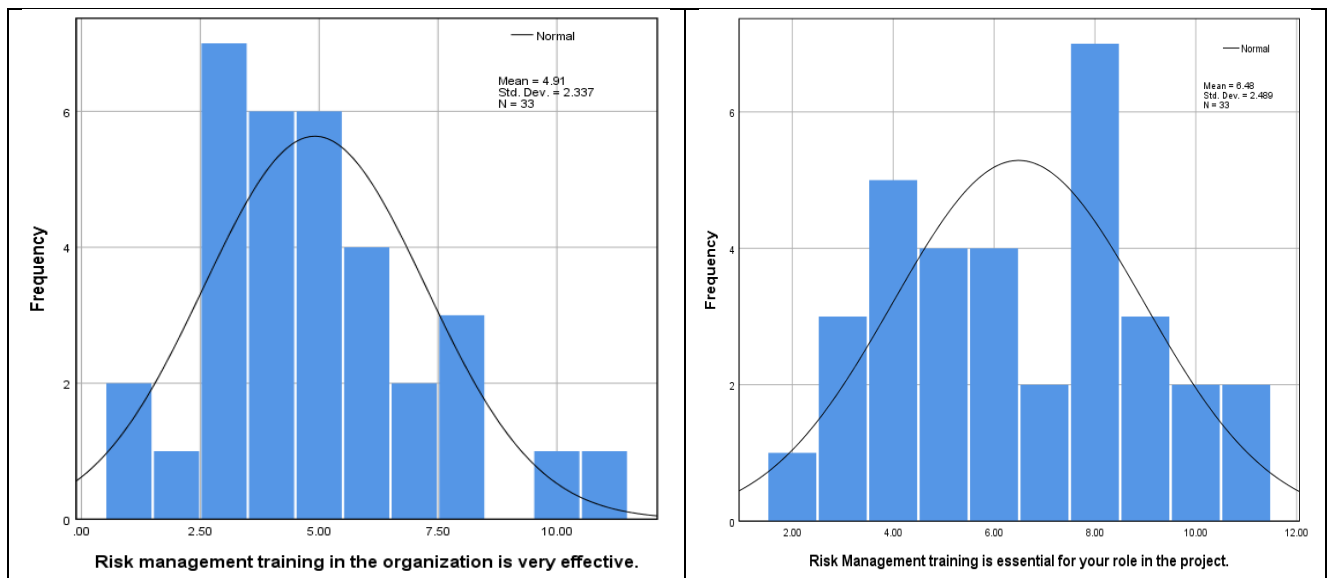 Normal
Mean = 4.91
Std. Dev. = 2.337
N = 33
Frequency
6
4
2
0
.00 2.50 5.00 7.50 10.00
Risk management training in the organization is very effective.
Normal
Mean = 6.48
Std. Dev. = 2.489
N = 33
Frequency
6
4
2
0
2.00 4.00 6.00 8.00 10.00 12.00
Risk Management training is essential for your role in the project.